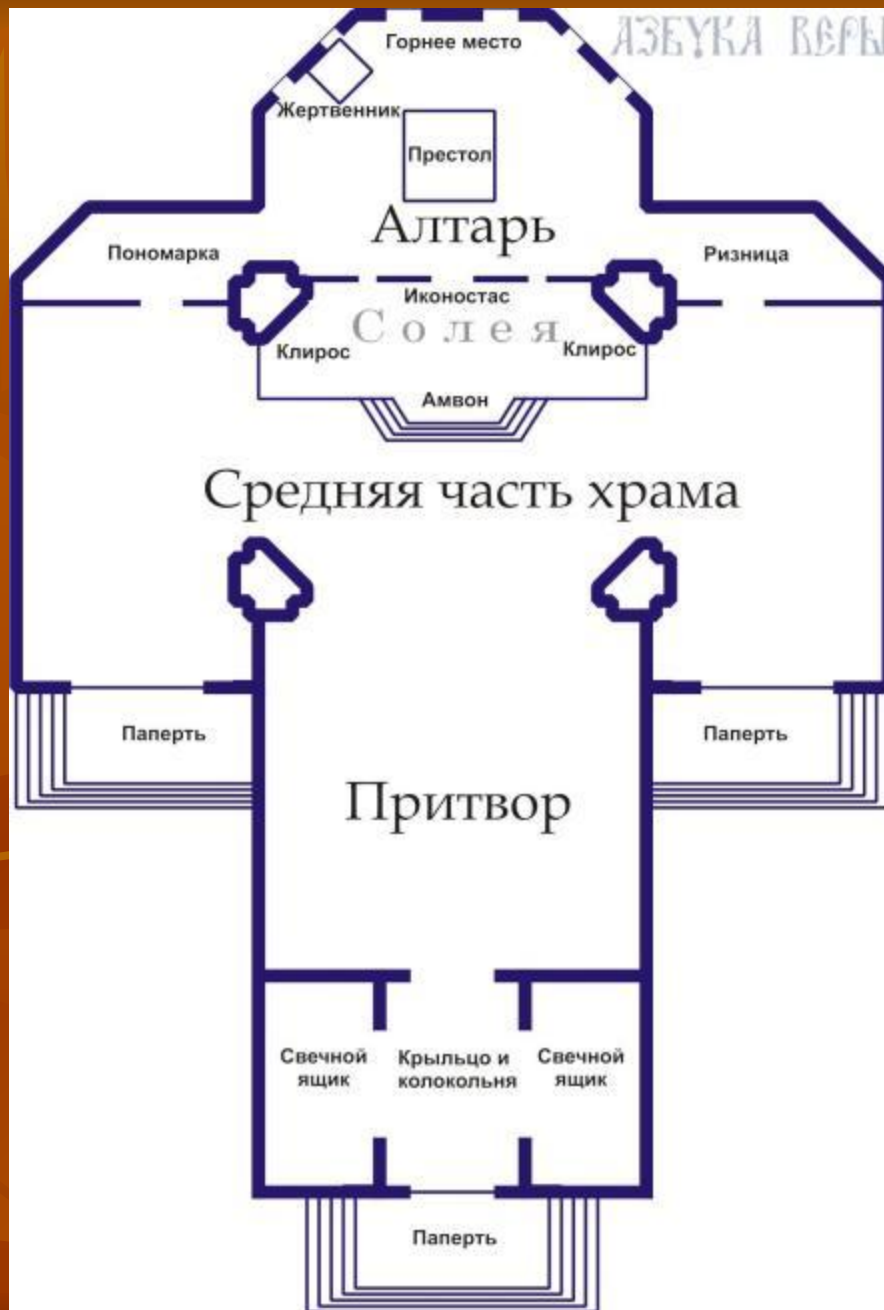 АЗБУКА ВЕРЫ
Горнее место
Жертвенник
Престол
Алтарь
Пономарка
Ризница
Иконостас
Солея
Клирос
Клирос
Амвон
Средняя часть храма
Паперть
Паперть
Притвор
Свечной
ящик
Крыльцо и
колокольня
Свечной
ящик
Паперть